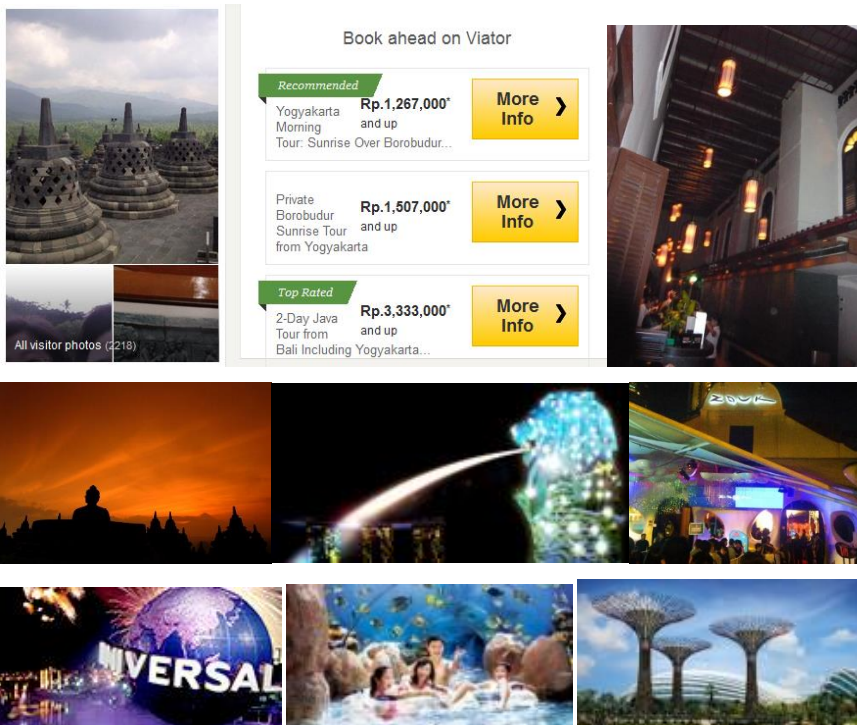 Book ahead on Viator
Recommended
Yogyakarta
Morning
Tour: Sunrise Over Borobudur...
Rp.1,267,000*
and up
More
Info
Private
Borobudur
Sunrise Tour
from Yogyakarta
Rp.1,507,000*
and up
More
Info
Top Rated
2-Day Java
Tour from
Bali Including Yogyakarta...
Rp.3,333,000*
and up
More
Info
All visitor photos (2218)
ZOUK
NIVERSAL